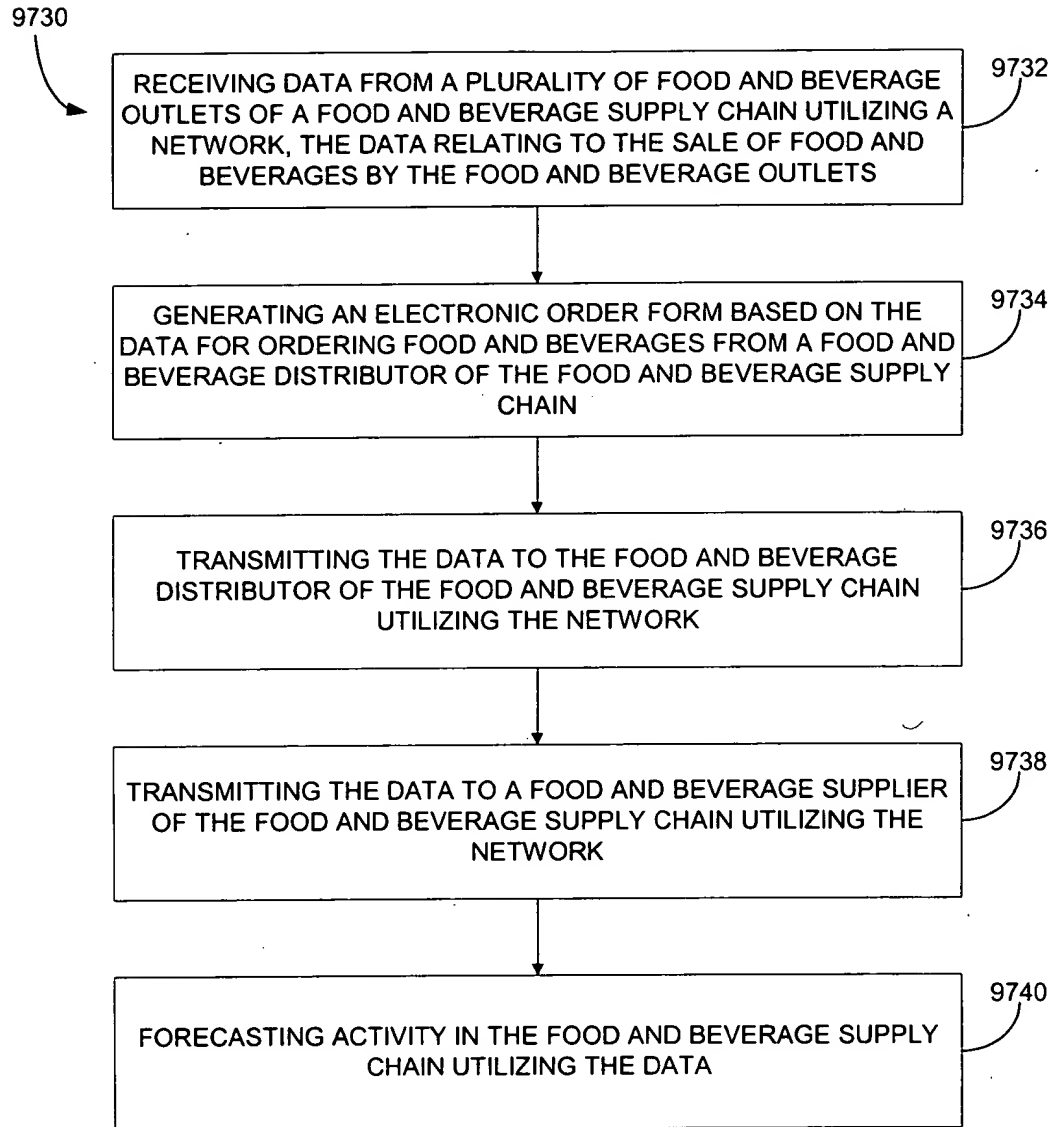 9730
RECEIVING DATA FROM A PLURALITY OF FOOD AND BEVERAGE
OUTLETS OF A FOOD AND BEVERAGE SUPPLY CHAIN UTILIZING A
NETWORK, THE DATA RELATING TO THE SALE OF FOOD AND
BEVERAGES BY THE FOOD AND BEVERAGE OUTLETS
9732
GENERATING AN ELECTRONIC ORDER FORM BASED ON THE
DATA FOR ORDERING FOOD AND BEVERAGES FROM A FOOD AND
BEVERAGE DISTRIBUTOR OF THE FOOD AND BEVERAGE SUPPLY
CHAIN
9734
TRANSMITTING THE DATA TO THE FOOD AND BEVERAGE
DISTRIBUTOR OF THE FOOD AND BEVERAGE SUPPLY CHAIN
UTILIZING THE NETWORK
9736
TRANSMITTING THE DATA TO A FOOD AND BEVERAGE SUPPLIER
OF THE FOOD AND BEVERAGE SUPPLY CHAIN UTILIZING THE
NETWORK
9738
FORECASTING ACTIVITY IN THE FOOD AND BEVERAGE SUPPLY
CHAIN UTILIZING THE DATA
9740